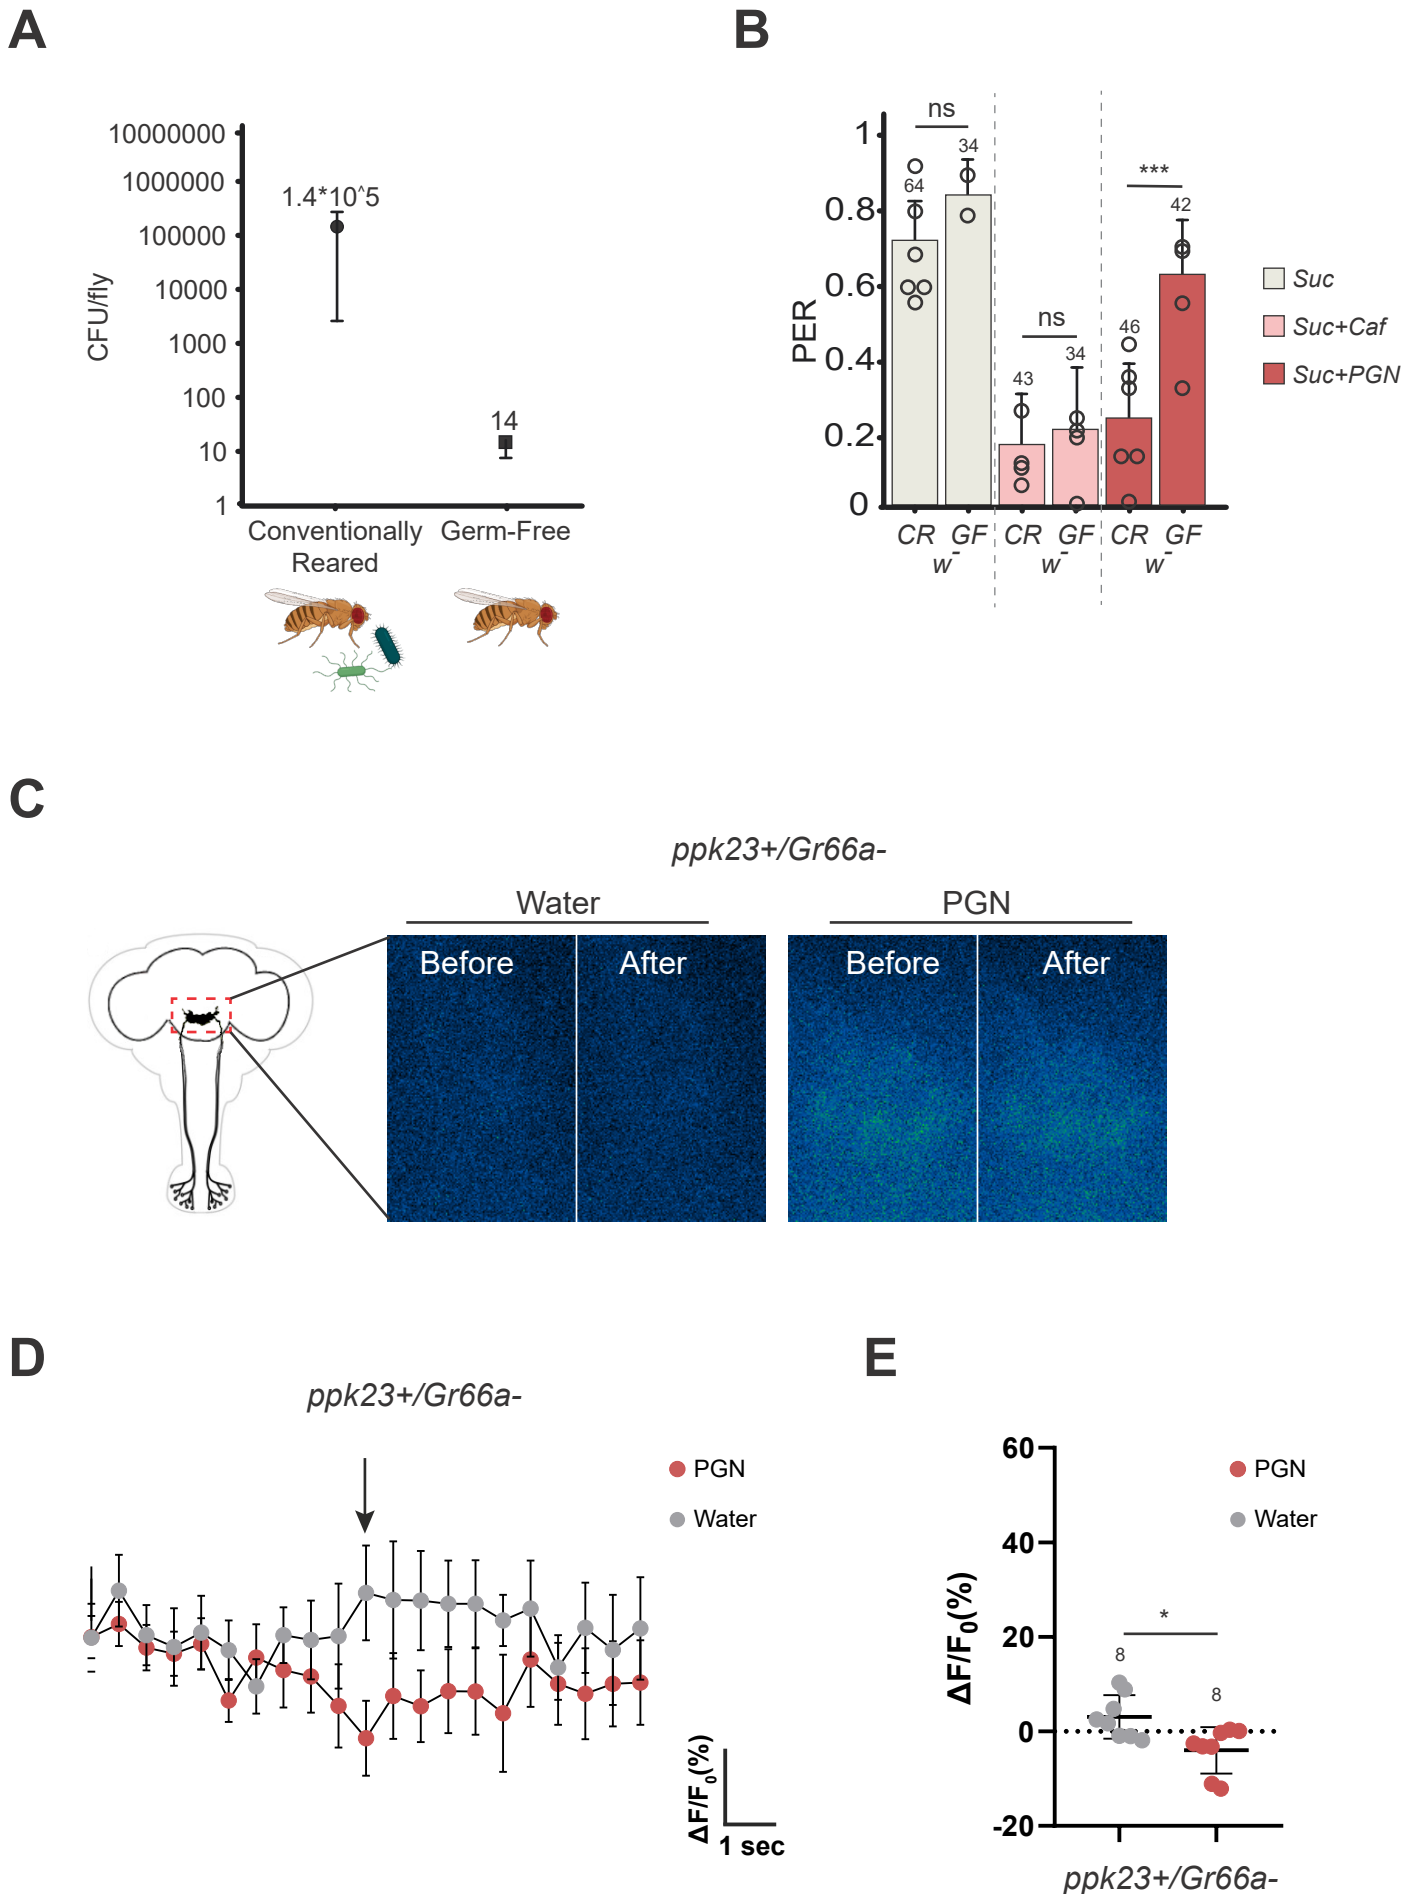 A
10000000
1000000
100000
10000
1000
100
10
1
CFU/fly
1.4*10^5
14
Conventionally
Reared
Germ-Free
B
PER
1
0.8
0.6
0.4
0.2
0
ns
64
34
ns
43
34
***
46
42
CR GF
w-
CR GF
w-
CR GF
w-
Suc
Suc+Caf
Suc+PGN
C
ppk23+/Gr66a-
Water
PGN
Before
After
Before
After
D
ppk23+/Gr66a-
PGN
Water
ΔF/F0(%)
1 sec
E
60
40
20
0
-20
ΔF/F0(%)
PGN
Water
*
8
8
ppk23+/Gr66a-